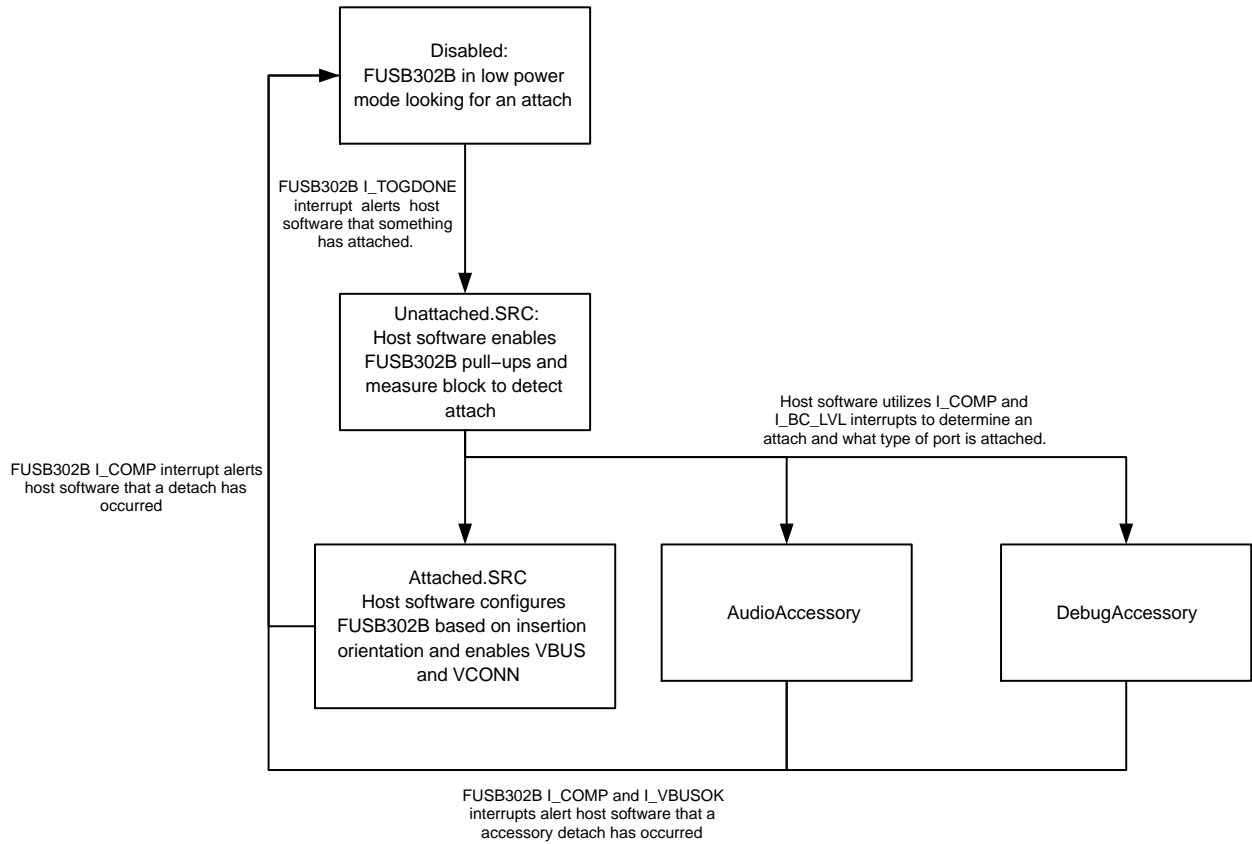 Disabled:
FUSB302B in low power
mode looking for an attach
FUSB302B I_TOGDONE
interrupt alerts host
software that something
has attached.
Unattached.SRC:
Host software enables
FUSB302B pull−ups and
measure block to detect
attach
Host software utilizes I_COMP and
I_BC_LVL interrupts to determine an
attach and what type of port is attached.
FUSB302B I_COMP interrupt alerts
host software that a detach has
occurred
Attached.SRC
Host software configures
FUSB302B based on insertion
orientation and enables VBUS
and VCONN
AudioAccessory
DebugAccessory
FUSB302B I_COMP and I_VBUSOK
interrupts alert host software that a
accessory detach has occurred